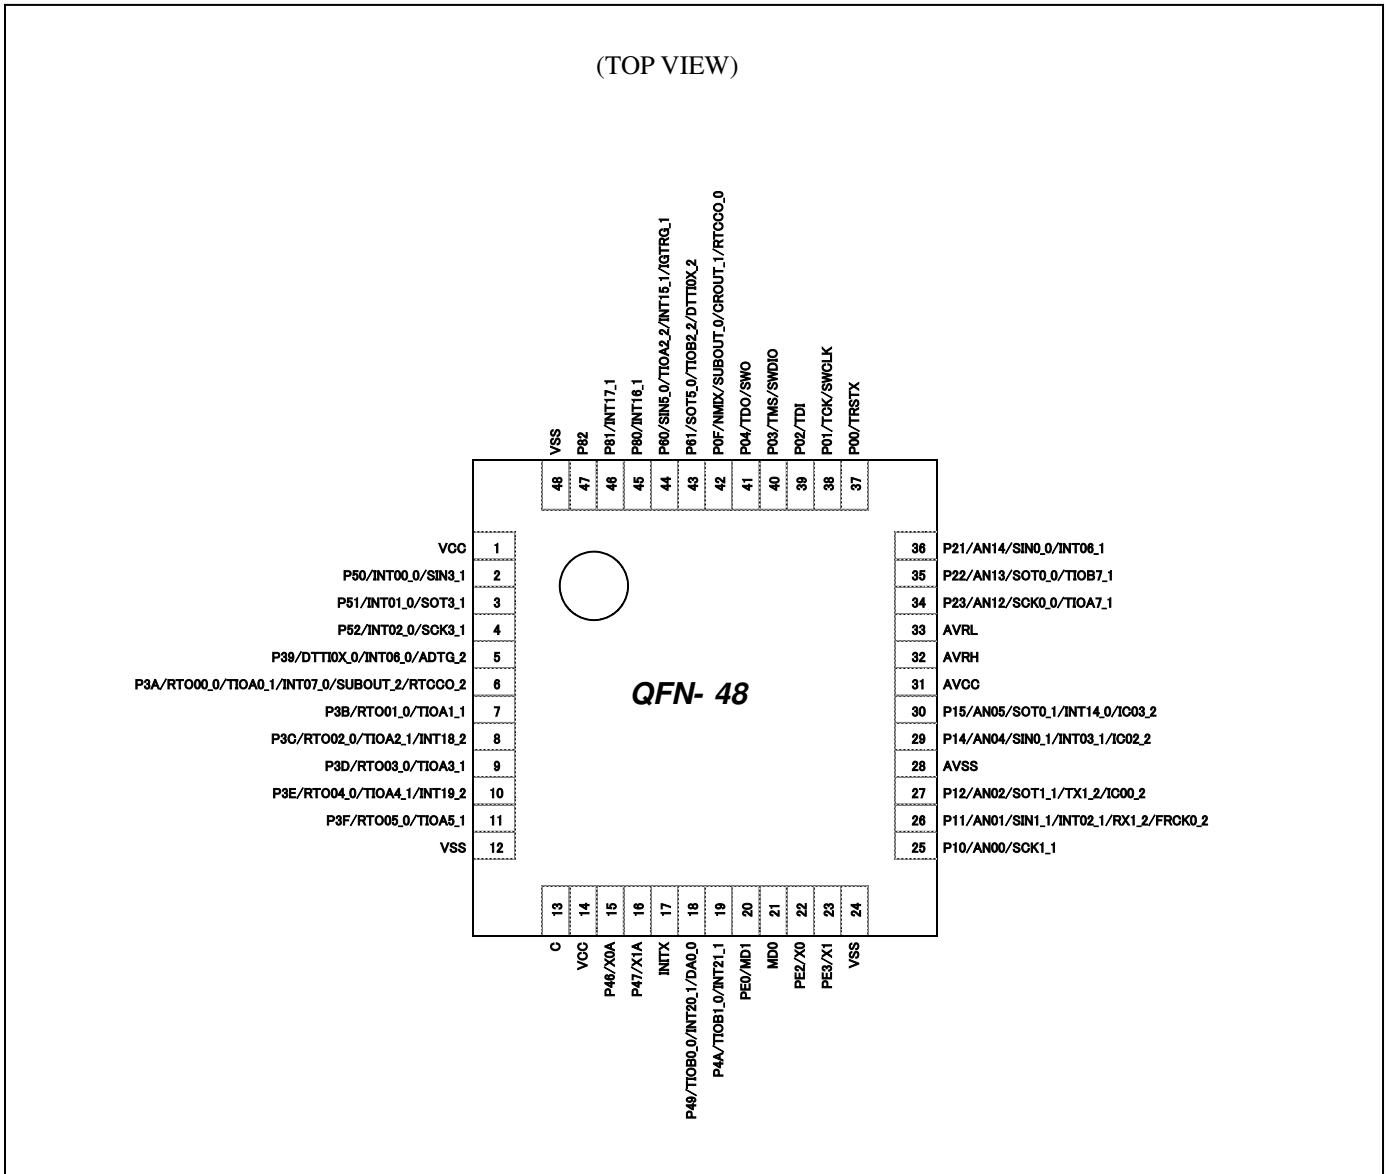 (TOP VIEW)
VSS
P82
P81/INT17_1
P80/INT16_1
P60/SIN5_0/TIOA2_2/INT15_1/IGTRG_1
P61/SOT5_0/TIOB2_2/DTTI0X_2
P0F/NMIX/SUBOUT_0/CROUT_1/RTCCO_0
P04/TDO/SWO
P03/TMS/SWDIO
P02/TDI
P01/TCK/SWCLK
P00/TRSTX
48 47 46 45 44 43 42 41 40 39 38 37
VCC 1
P50/INT00_0/SIN3_1 2
P51/INT01_0/SOT3_1 3
P52/INT02_0/SCK3_1 4
P39/DTTI0X_0/INT06_0/ADTG_2 5
P3A/RTO00_0/TIOA0_1/INT07_0/SUBOUT_2/RTCCO_2 6
P3B/RTO01_0/TIOA1_1 7
P3C/RTO02_0/TIOA2_1/INT18_2 8
P3D/RTO03_0/TIOA3_1 9
P3E/RTO04_0/TIOA4_1/INT19_2 10
P3F/RTO05_0/TIOA5_1 11
VSS 12
QFN- 48
36 P21/AN14/SIN0_0/INT06_1
35 P22/AN13/SOT0_0/TIOB7_1
34 P23/AN12/SCK0_0/TIOA7_1
33 AVRL
32 AVRH
31 AVCC
30 P15/AN05/SOT0_1/INT14_0/IC03_2
29 P14/AN04/SIN0_1/INT03_1/IC02_2
28 AVSS
27 P12/AN02/SOT1_1/TX1_2/IC00_2
26 P11/AN01/SIN1_1/INT02_1/RX1_2/FRCK0_2
25 P10/AN00/SCK1_1
13 14 15 16 17 18 19 20 21 22 23 24
C
VCC
P46/X0A
P47/X1A
INITX
P49/TIOB0_0/INT20_1/DA0_0
P4A/TIOB1_0/INT21_1
PE0/MD1
MD0
PE2/X0
PE3/X1
VSS